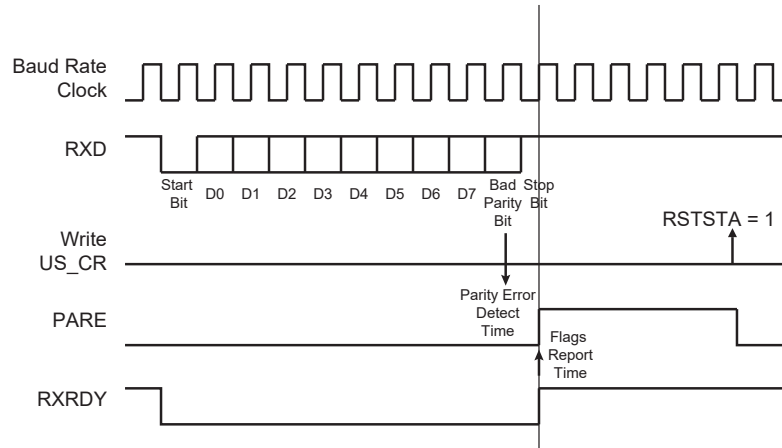 Baud Rate
Clock
RXD
Start
Bit
D0 D1 D2 D3 D4 D5 D6 D7
Bad
Parity
Bit
Stop
Bit
RSTSTA = 1
Write
US_CR
Parity Error
Detect
Time
PARE
Flags
Report
Time
RXRDY